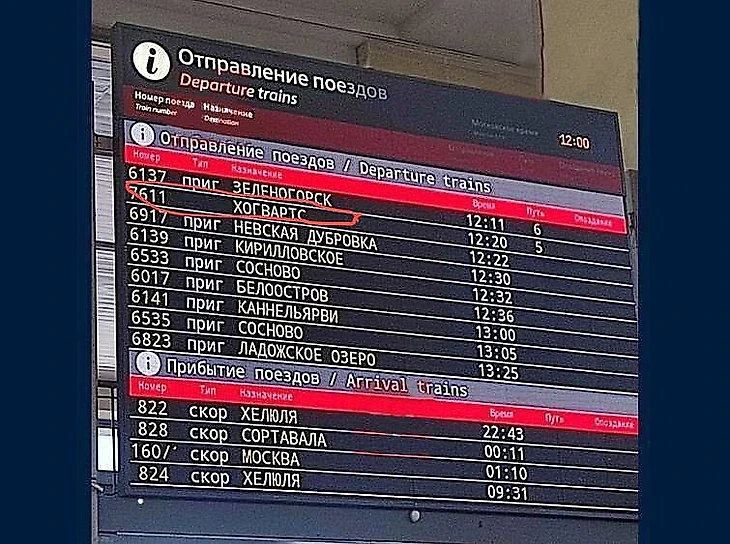 Отправление поездов
Departure trains
Номер поезда Назначение Московское время 12:00
Train number Destination
Отправление поездов / Departure trains
Номер Тип Назначение Время Путь Опоздание
6137 приг ЗЕЛЕНОГОРСК 12:11 6
7611 ХОГВАРТС 12:20 5
6917 приг НЕВСКАЯ ДУБРОВКА 12:22
6139 приг КИРИЛЛОВСКОЕ 12:30
6533 приг СОСНОВО 12:32
6017 приг БЕЛООСТРОВ 12:36
6141 приг КАННЕЛЬЯРВИ 13:00
6535 приг СОСНОВО 13:05
6823 приг ЛАДОЖСКОЕ ОЗЕРО 13:25
Прибытие поездов / Arrival trains
Номер Тип Назначение Время Путь Опоздание
822 скор ХЕЛЮЛЯ 22:43
828 скор СОРТАВАЛА 00:11
160/ скор МОСКВА 01:10
824 скор ХЕЛЮЛЯ 09:31